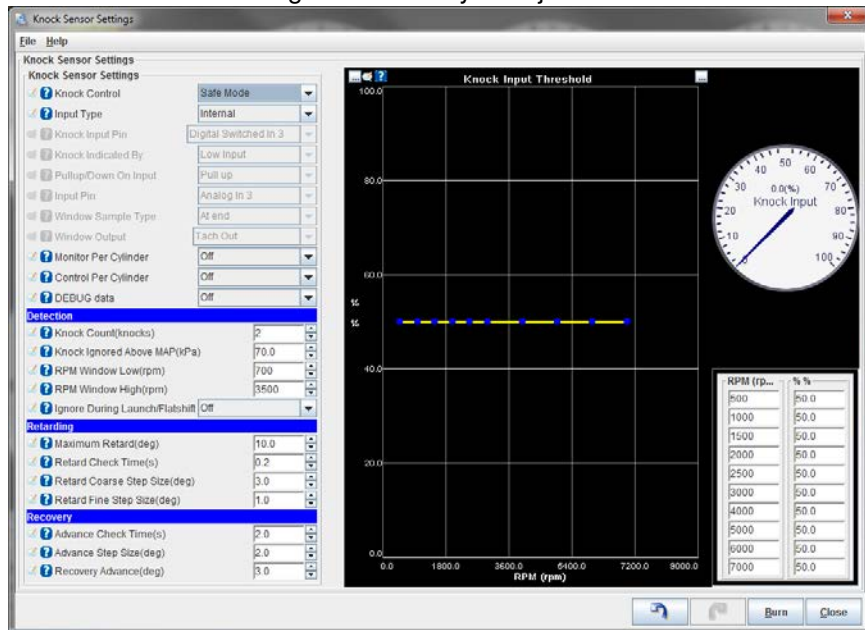 Knock Sensor Settings
File Help
Knock Sensor Settings
Knock Sensor Settings
Knock Control Safe Mode
Input Type Internal
Knock Input Pin Digital Switched In 3
Knock Indicated By Low Input
Pullup/Down On Input Pull up
Input Pin Analog In 3
Window Sample Type At end
Window Output Tach Out
Monitor Per Cylinder Off
Control Per Cylinder Off
DEBUG data Off
Detection
Knock Count(knocks) 2
Knock Ignored Above MAP(kPa) 70.0
RPM Window Low(rpm) 700
RPM Window High(rpm) 3500
Ignore During Launch/Flatshift Off
Retarding
Maximum Retard(deg) 10.0
Retard Check Time(s) 0.2
Retard Coarse Step Size(deg) 3.0
Retard Fine Step Size(deg) 1.0
Recovery
Advance Check Time(s) 2.0
Advance Step Size(deg) 2.0
Recovery Advance(deg) 3.0
Knock Input Threshold
100.0
80.0
60.0
%
%
40.0
20.0
0.0
0.0 1800.0 3600.0 5400.0 7200.0 9000.0
RPM (rpm)
0 10 20 30 40 50 60 70 80 90 100
0.0(%)
Knock Input
RPM (rp... % %
500 50.0
1000 50.0
1500 50.0
2000 50.0
2500 50.0
3000 50.0
4000 50.0
5000 50.0
6000 50.0
7000 50.0
Burn Close